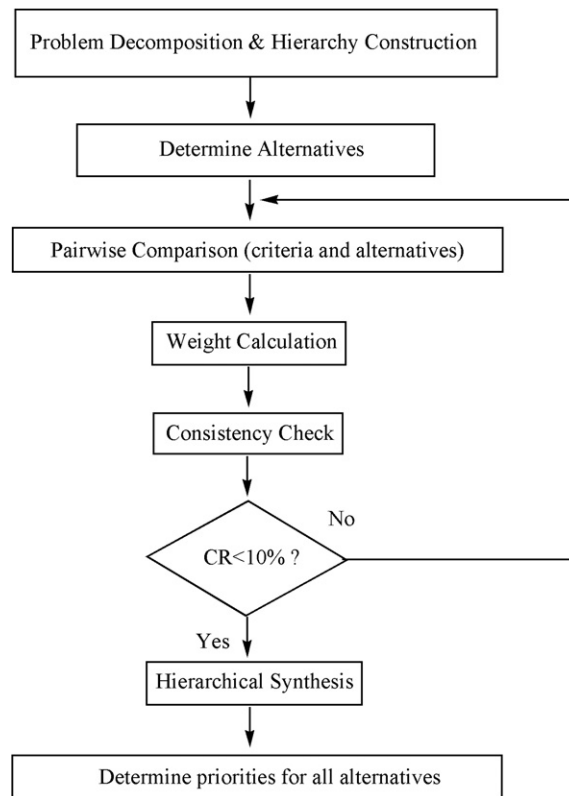 Problem Decomposition & Hierarchy Construction
Determine Alternatives
Pairwise Comparison (criteria and alternatives)
Weight Calculation
Consistency Check
No
CR<10% ?
Yes
Hierarchical Synthesis
Determine priorities for all alternatives